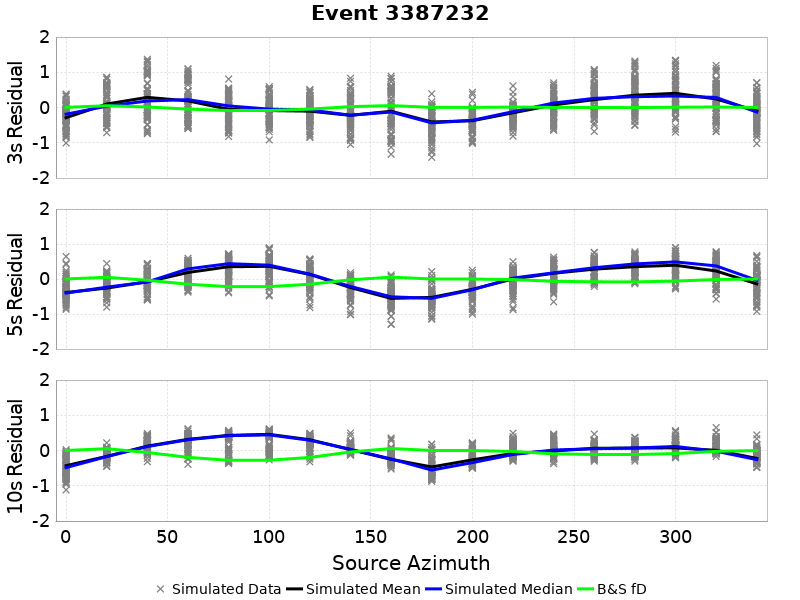 Event 3387232
3s Residual
2
1
0
-1
-2
5s Residual
2
1
0
-1
-2
10s Residual
2
1
0
-1
-2
0 50 100 150 200 250 300
Source Azimuth
Simulated Data Simulated Mean Simulated Median B&S fD